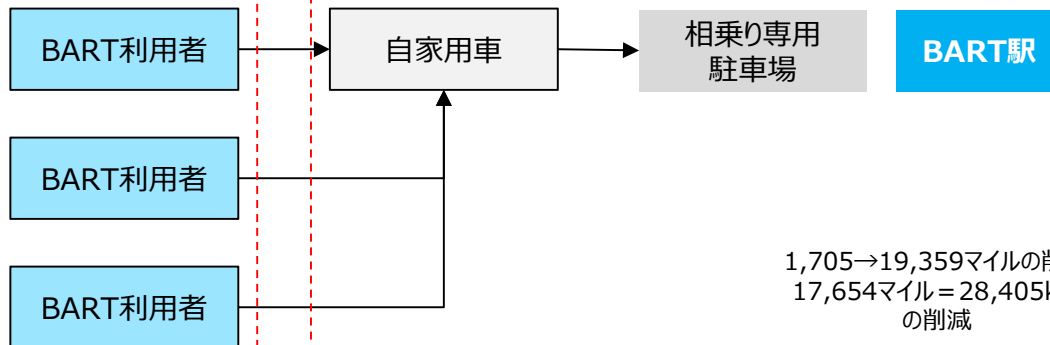 BART利用者
自家用車
相乗り専用
駐車場
BART駅
BART利用者
BART利用者
1,705→19,359マイルの削
17,654マイル＝28,405k
の削減